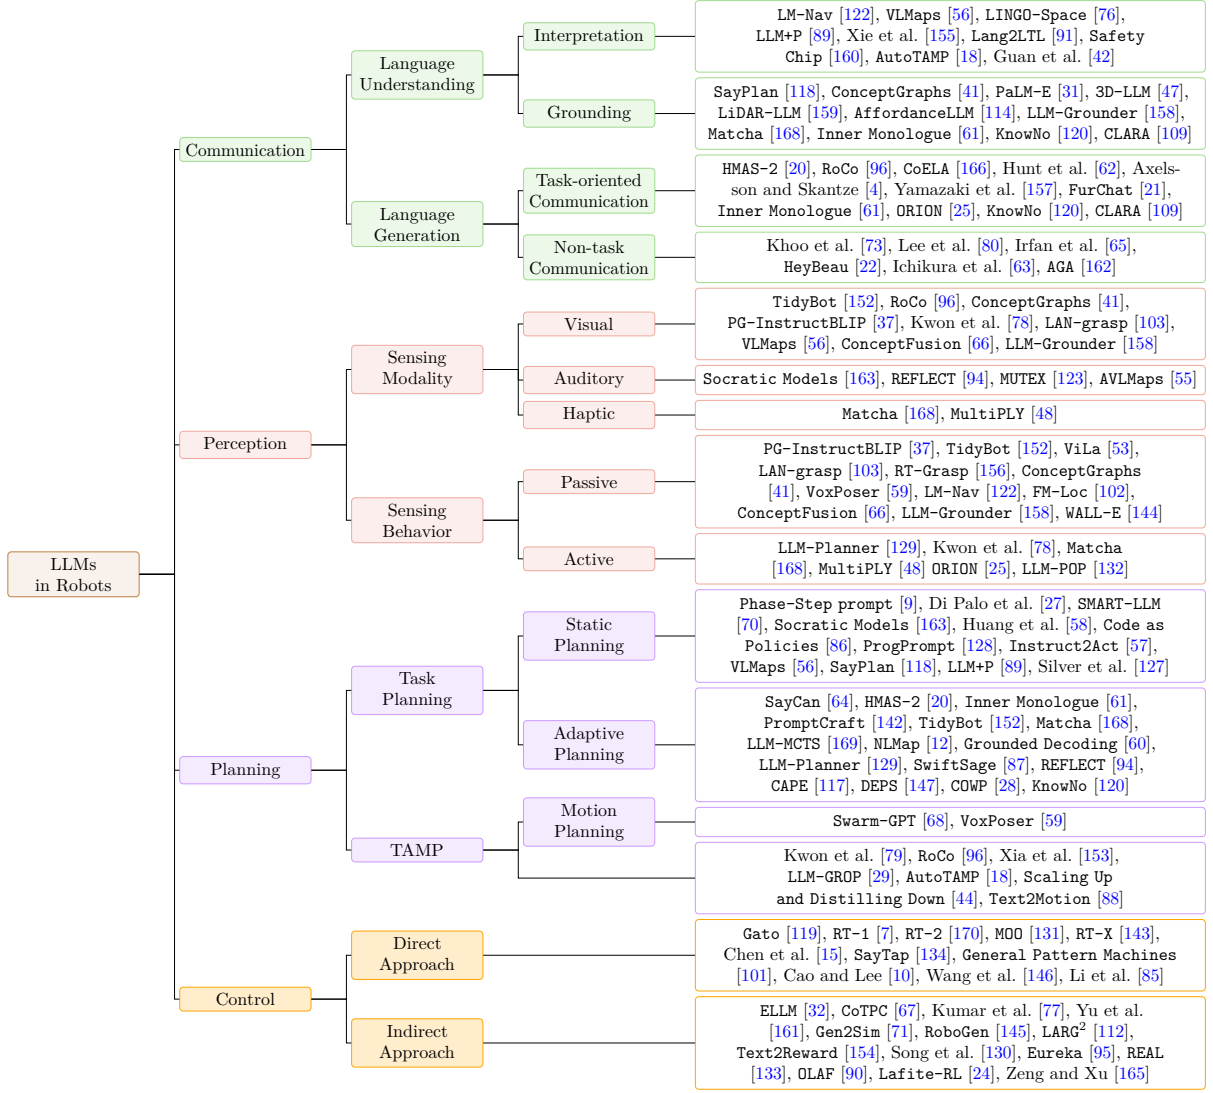 LLMs
in Robots
Communication
Language
Understanding
Interpretation
LM-Nav [122], VLMaps [56], LINGO-Space [76],
LLM+P [89], Xie et al. [155], Lang2LTL [91], Safety
Chip [160], AutoTAMP [18], Guan et al. [42]
Grounding
SayPlan [118], ConceptGraphs [41], PaLM-E [31], 3D-LLM [47],
LiDAR-LLM [159], AffordanceLLM [114], LLM-Grounder [158],
Matcha [168], Inner Monologue [61], KnowNo [120], CLARA [109]
Language
Generation
Task-oriented
Communication
HMAS-2 [20], RoCo [96], CoELA [166], Hunt et al. [62], Axels-
son and Skantze [4], Yamazaki et al. [157], FurChat [21],
Inner Monologue [61], ORION [25], KnowNo [120], CLARA [109]
Non-task
Communication
Khoo et al. [73], Lee et al. [80], Irfan et al. [65],
HeyBeau [22], Ichikura et al. [63], AGA [162]
Perception
Sensing
Modality
Visual
TidyBot [152], RoCo [96], ConceptGraphs [41],
PG-InstructBLIP [37], Kwon et al. [78], LAN-grasp [103],
VLMaps [56], ConceptFusion [66], LLM-Grounder [158]
Auditory
Socratic Models [163], REFLECT [94], MUTEX [123], AVLMaps [55]
Haptic
Matcha [168], MultiPLY [48]
Sensing
Behavior
Passive
PG-InstructBLIP [37], TidyBot [152], ViLa [53],
LAN-grasp [103], RT-Grasp [156], ConceptGraphs
[41], VoxPoser [59], LM-Nav [122], FM-Loc [102],
ConceptFusion [66], LLM-Grounder [158], WALL-E [144]
Active
LLM-Planner [129], Kwon et al. [78], Matcha
[168], MultiPLY [48] ORION [25], LLM-POP [132]
Planning
Task
Planning
Static
Planning
Phase-Step prompt [9], Di Palo et al. [27], SMART-LLM
[70], Socratic Models [163], Huang et al. [58], Code as
Policies [86], ProgPrompt [128], Instruct2Act [57],
VLMaps [56], SayPlan [118], LLM+P [89], Silver et al. [127]
Adaptive
Planning
SayCan [64], HMAS-2 [20], Inner Monologue [61],
PromptCraft [142], TidyBot [152], Matcha [168],
LLM-MCTS [169], NLMap [12], Grounded Decoding [60],
LLM-Planner [129], SwiftSage [87], REFLECT [94],
CAPE [117], DEPS [147], COWP [28], KnowNo [120]
TAMP
Motion
Planning
Swarm-GPT [68], VoxPoser [59]
Kwon et al. [79], RoCo [96], Xia et al. [153],
LLM-GROP [29], AutoTAMP [18], Scaling Up
and Distilling Down [44], Text2Motion [88]
Control
Direct
Approach
Gato [119], RT-1 [7], RT-2 [170], MOO [131], RT-X [143],
Chen et al. [15], SayTap [134], General Pattern Machines
[101], Cao and Lee [10], Wang et al. [146], Li et al. [85]
Indirect
Approach
ELLM [32], CoTPC [67], Kumar et al. [77], Yu et al.
[161], Gen2Sim [71], RoboGen [145], LARG² [112],
Text2Reward [154], Song et al. [130], Eureka [95], REAL
[133], OLAF [90], Lafite-RL [24], Zeng and Xu [165]